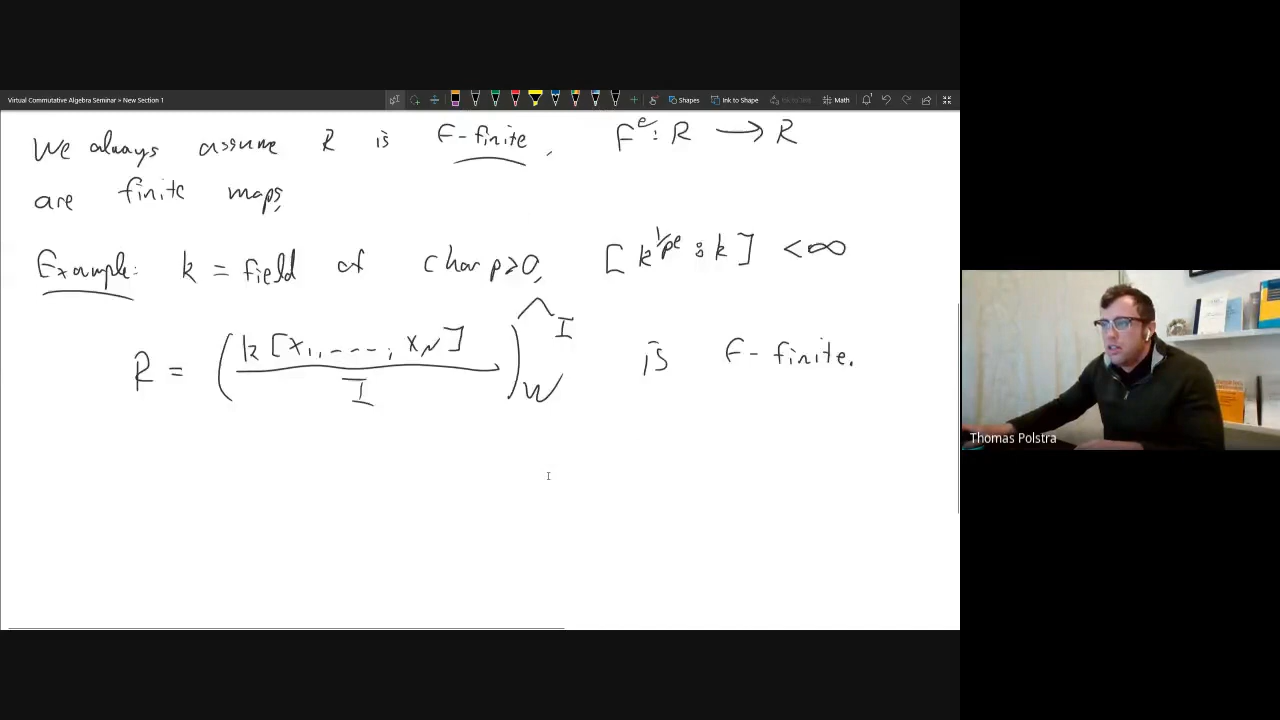 Virtual Commutative Algebra Seminar > New Section 1
Shapes Ink to Shape Math
We always assume R is F-finite, F^e: R → R
are finite maps,
Example: k = field of char p>0, [k^{1/p^e} : k] < ∞
R = (k[x_1, ---, x_N] / I)_W^{∧ I} is F-finite.
Thomas Polstra